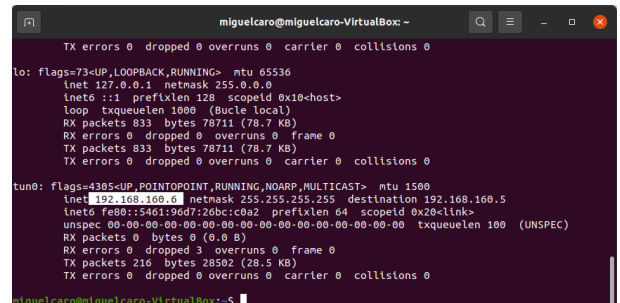 miguelcaro@miguelcaro-VirtualBox: ~
TX errors 0  dropped 0 overruns 0  carrier 0  collisions 0
lo: flags=73<UP,LOOPBACK,RUNNING>  mtu 65536
inet 127.0.0.1  netmask 255.0.0.0
inet6 ::1  prefixlen 128  scopeid 0x10<host>
loop  txqueuelen 1000  (Bucle local)
RX packets 833  bytes 78711 (78.7 KB)
RX errors 0  dropped 0  overruns 0  frame 0
TX packets 833  bytes 78711 (78.7 KB)
TX errors 0  dropped 0 overruns 0  carrier 0  collisions 0
tun0: flags=4305<UP,POINTOPOINT,RUNNING,NOARP,MULTICAST>  mtu 1500
inet 192.168.160.6  netmask 255.255.255.255  destination 192.168.160.5
inet6 fe80::5461:96d7:26bc:c0a2  prefixlen 64  scopeid 0x20<link>
unspec 00-00-00-00-00-00-00-00-00-00-00-00-00-00-00-00  txqueuelen 100  (UNSPEC)
RX packets 0  bytes 0 (0.0 B)
RX errors 0  dropped 3  overruns 0  frame 0
TX packets 216  bytes 28502 (28.5 KB)
TX errors 0  dropped 0 overruns 0  carrier 0  collisions 0
miguelcaro@miguelcaro-VirtualBox:~$